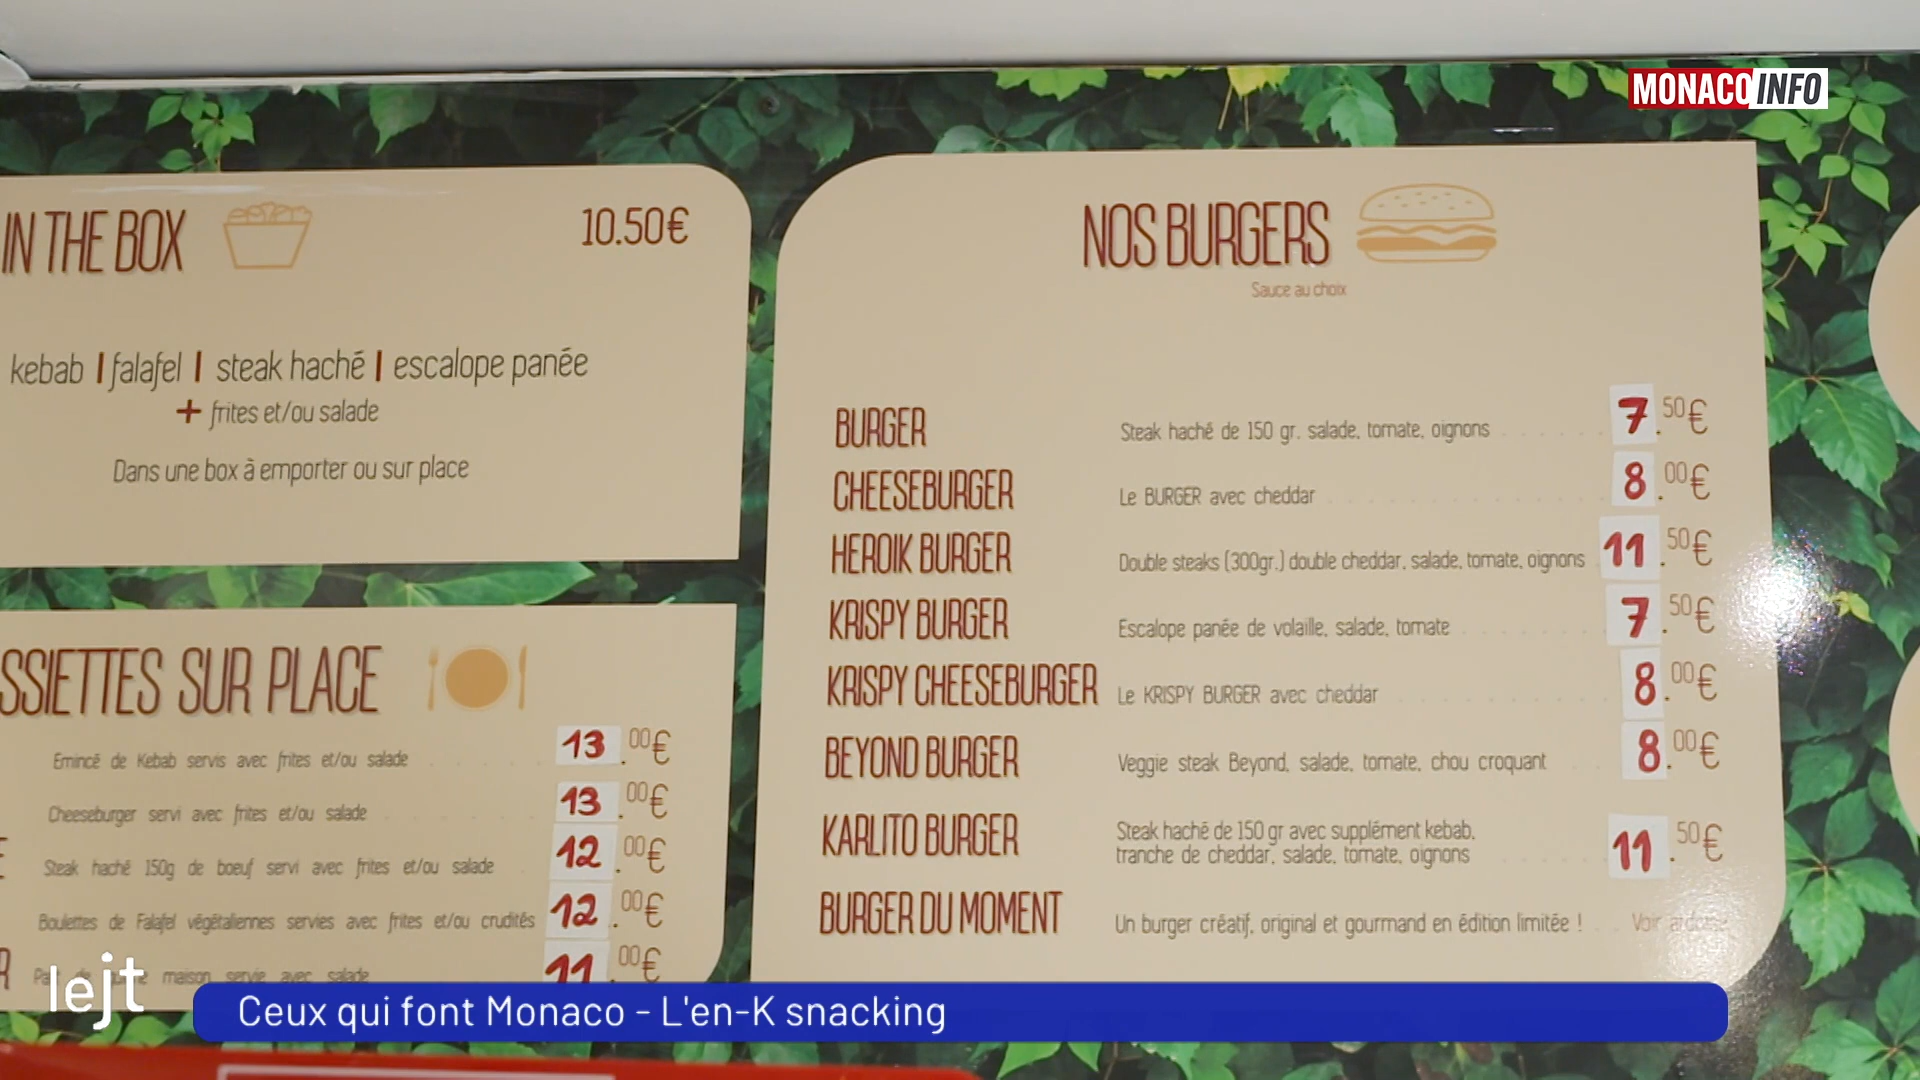 MONACO INFO
IN THE BOX
10.50€
kebab | falafel | steak haché | escalope panée
+ frites et/ou salade
Dans une box à emporter ou sur place
SSIETTES SUR PLACE
Emincé de Kebab servis avec frites et/ou salade 13.00€
Cheeseburger servi avec frites et/ou salade 13.00€
Steak haché 150g de boeuf servi avec frites et/ou salade 12.00€
Boulettes de Falafel végétaliennes servies avec frites et/ou crudités 12.00€
maison servie avec salade 11.00€
NOS BURGERS
Sauce au choix
BURGER Steak haché de 150 gr. salade, tomate, oignons 7.50€
CHEESEBURGER Le BURGER avec cheddar 8.00€
HEROIK BURGER Double steaks (300gr.) double cheddar, salade, tomate, oignons 11.50€
KRISPY BURGER Escalope panée de volaille, salade, tomate 7.50€
KRISPY CHEESEBURGER Le KRISPY BURGER avec cheddar 8.00€
BEYOND BURGER Veggie steak Beyond, salade, tomate, chou croquant 8.00€
KARLITO BURGER Steak haché de 150 gr avec supplément kebab,
tranche de cheddar, salade, tomate, oignons 11.50€
BURGER DU MOMENT Un burger créatif, original et gourmand en édition limitée ! Voir
lejt
Ceux qui font Monaco - L'en-K snacking